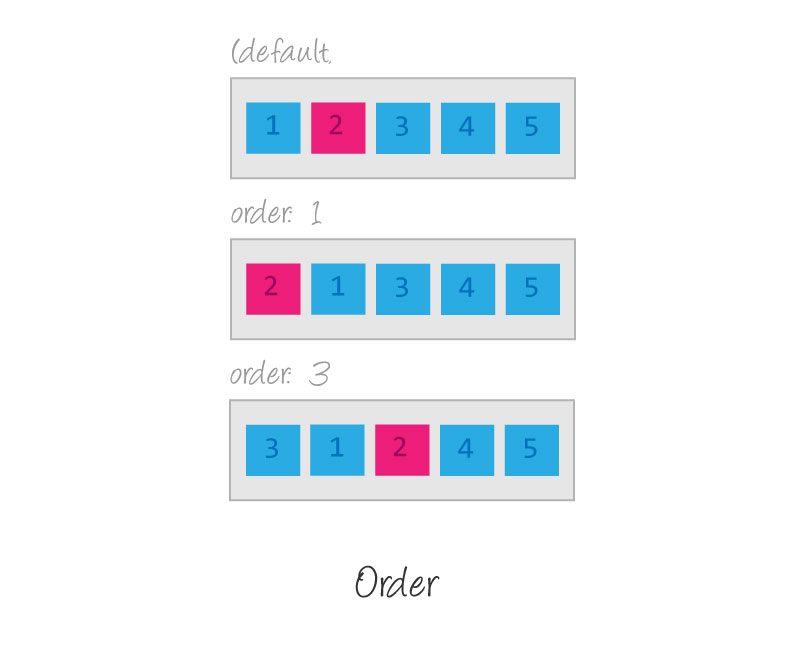 (default,
1 2 3 4 5
order: 1
2 1 3 4 5
order: 3
3 1 2 4 5
Order